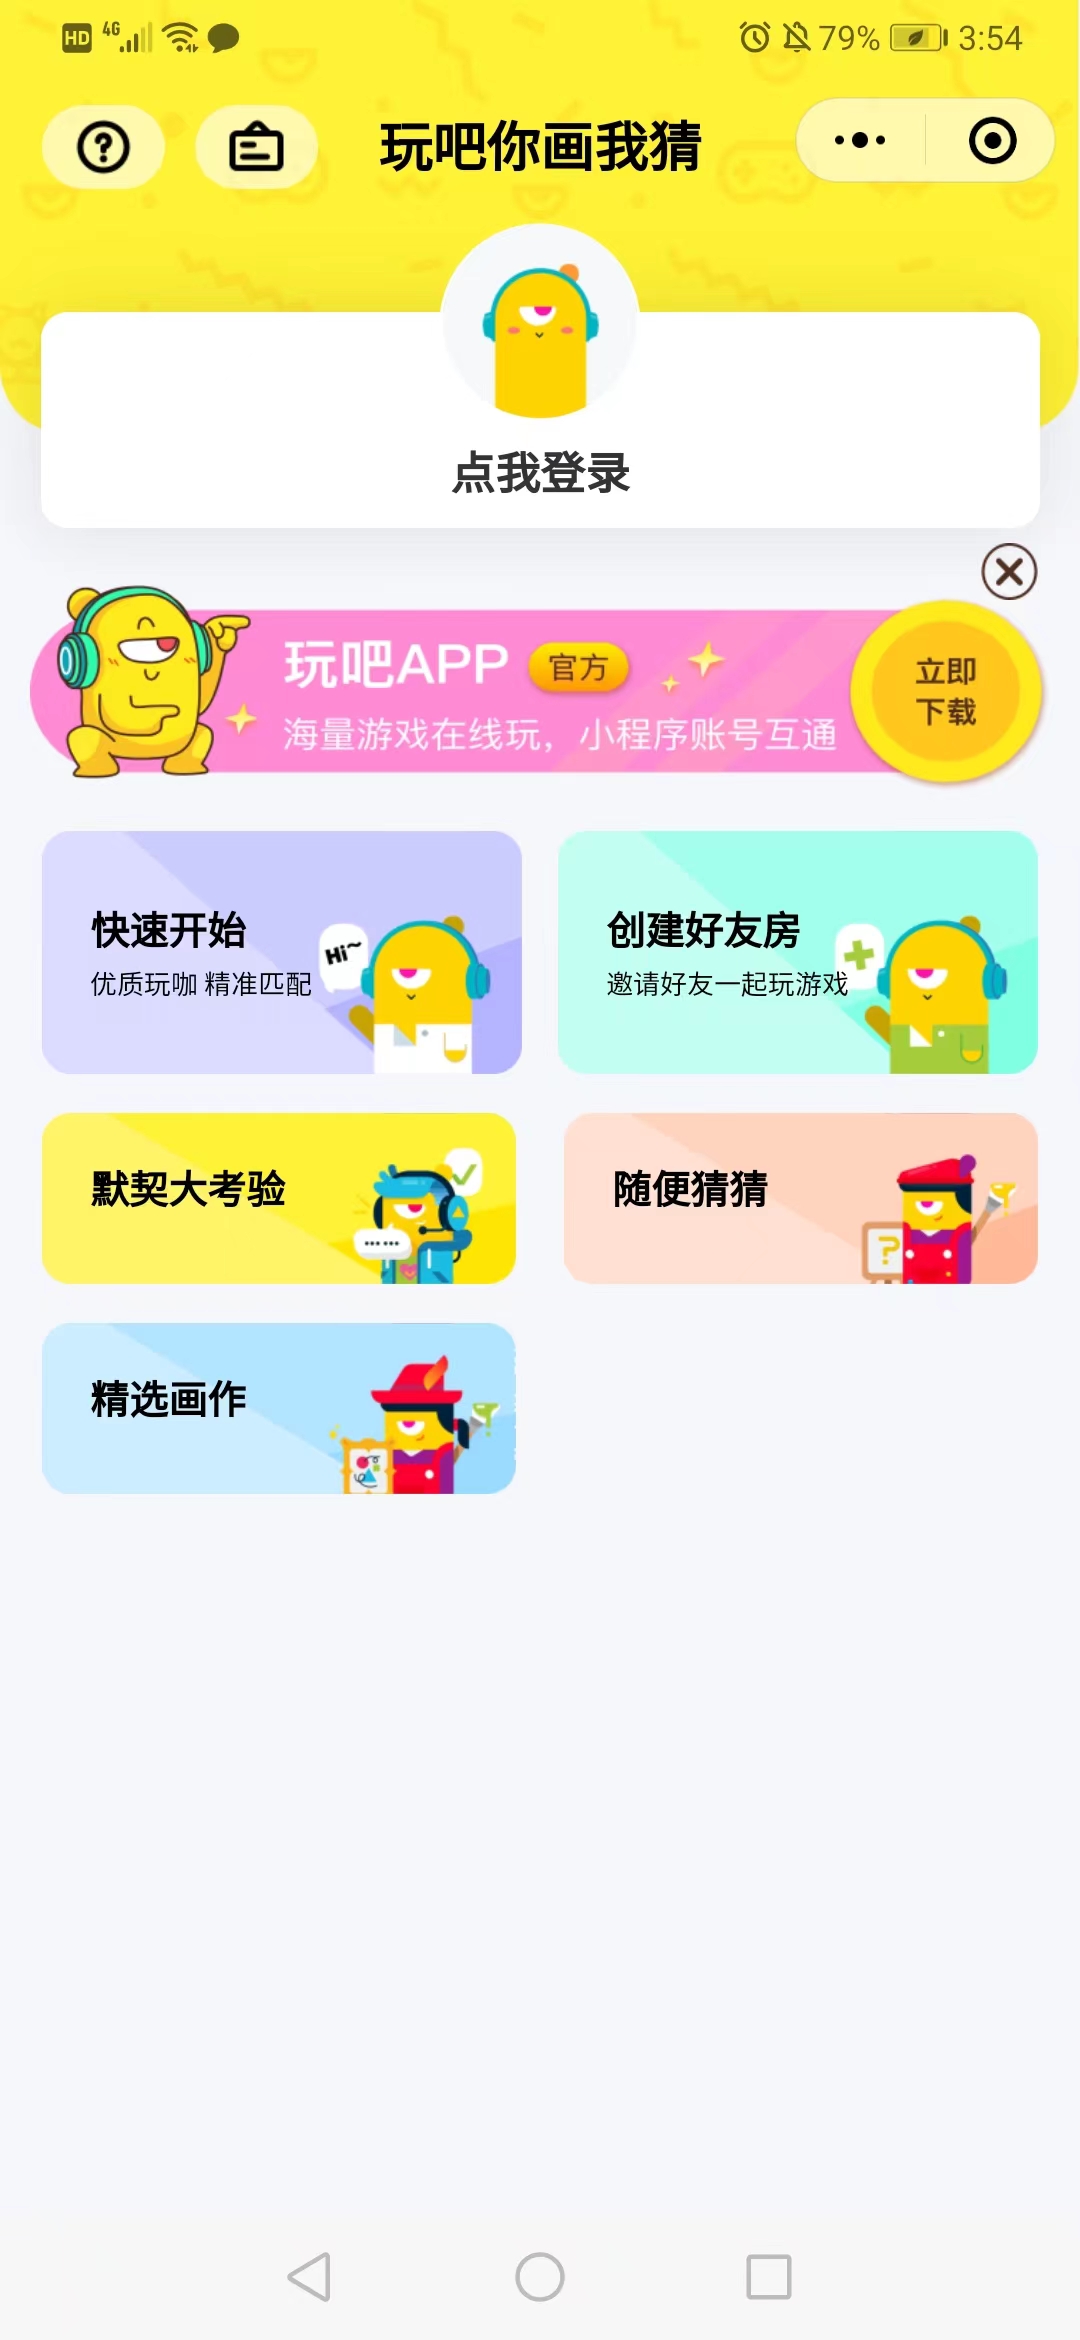 HD 4G 79% 3:54
玩吧你画我猜
点我登录
玩吧APP 官方
海量游戏在线玩，小程序账号互通
立即
下载
快速开始
优质玩咖 精准匹配
Hi~
创建好友房
邀请好友一起玩游戏
默契大考验
随便猜猜
?
精选画作